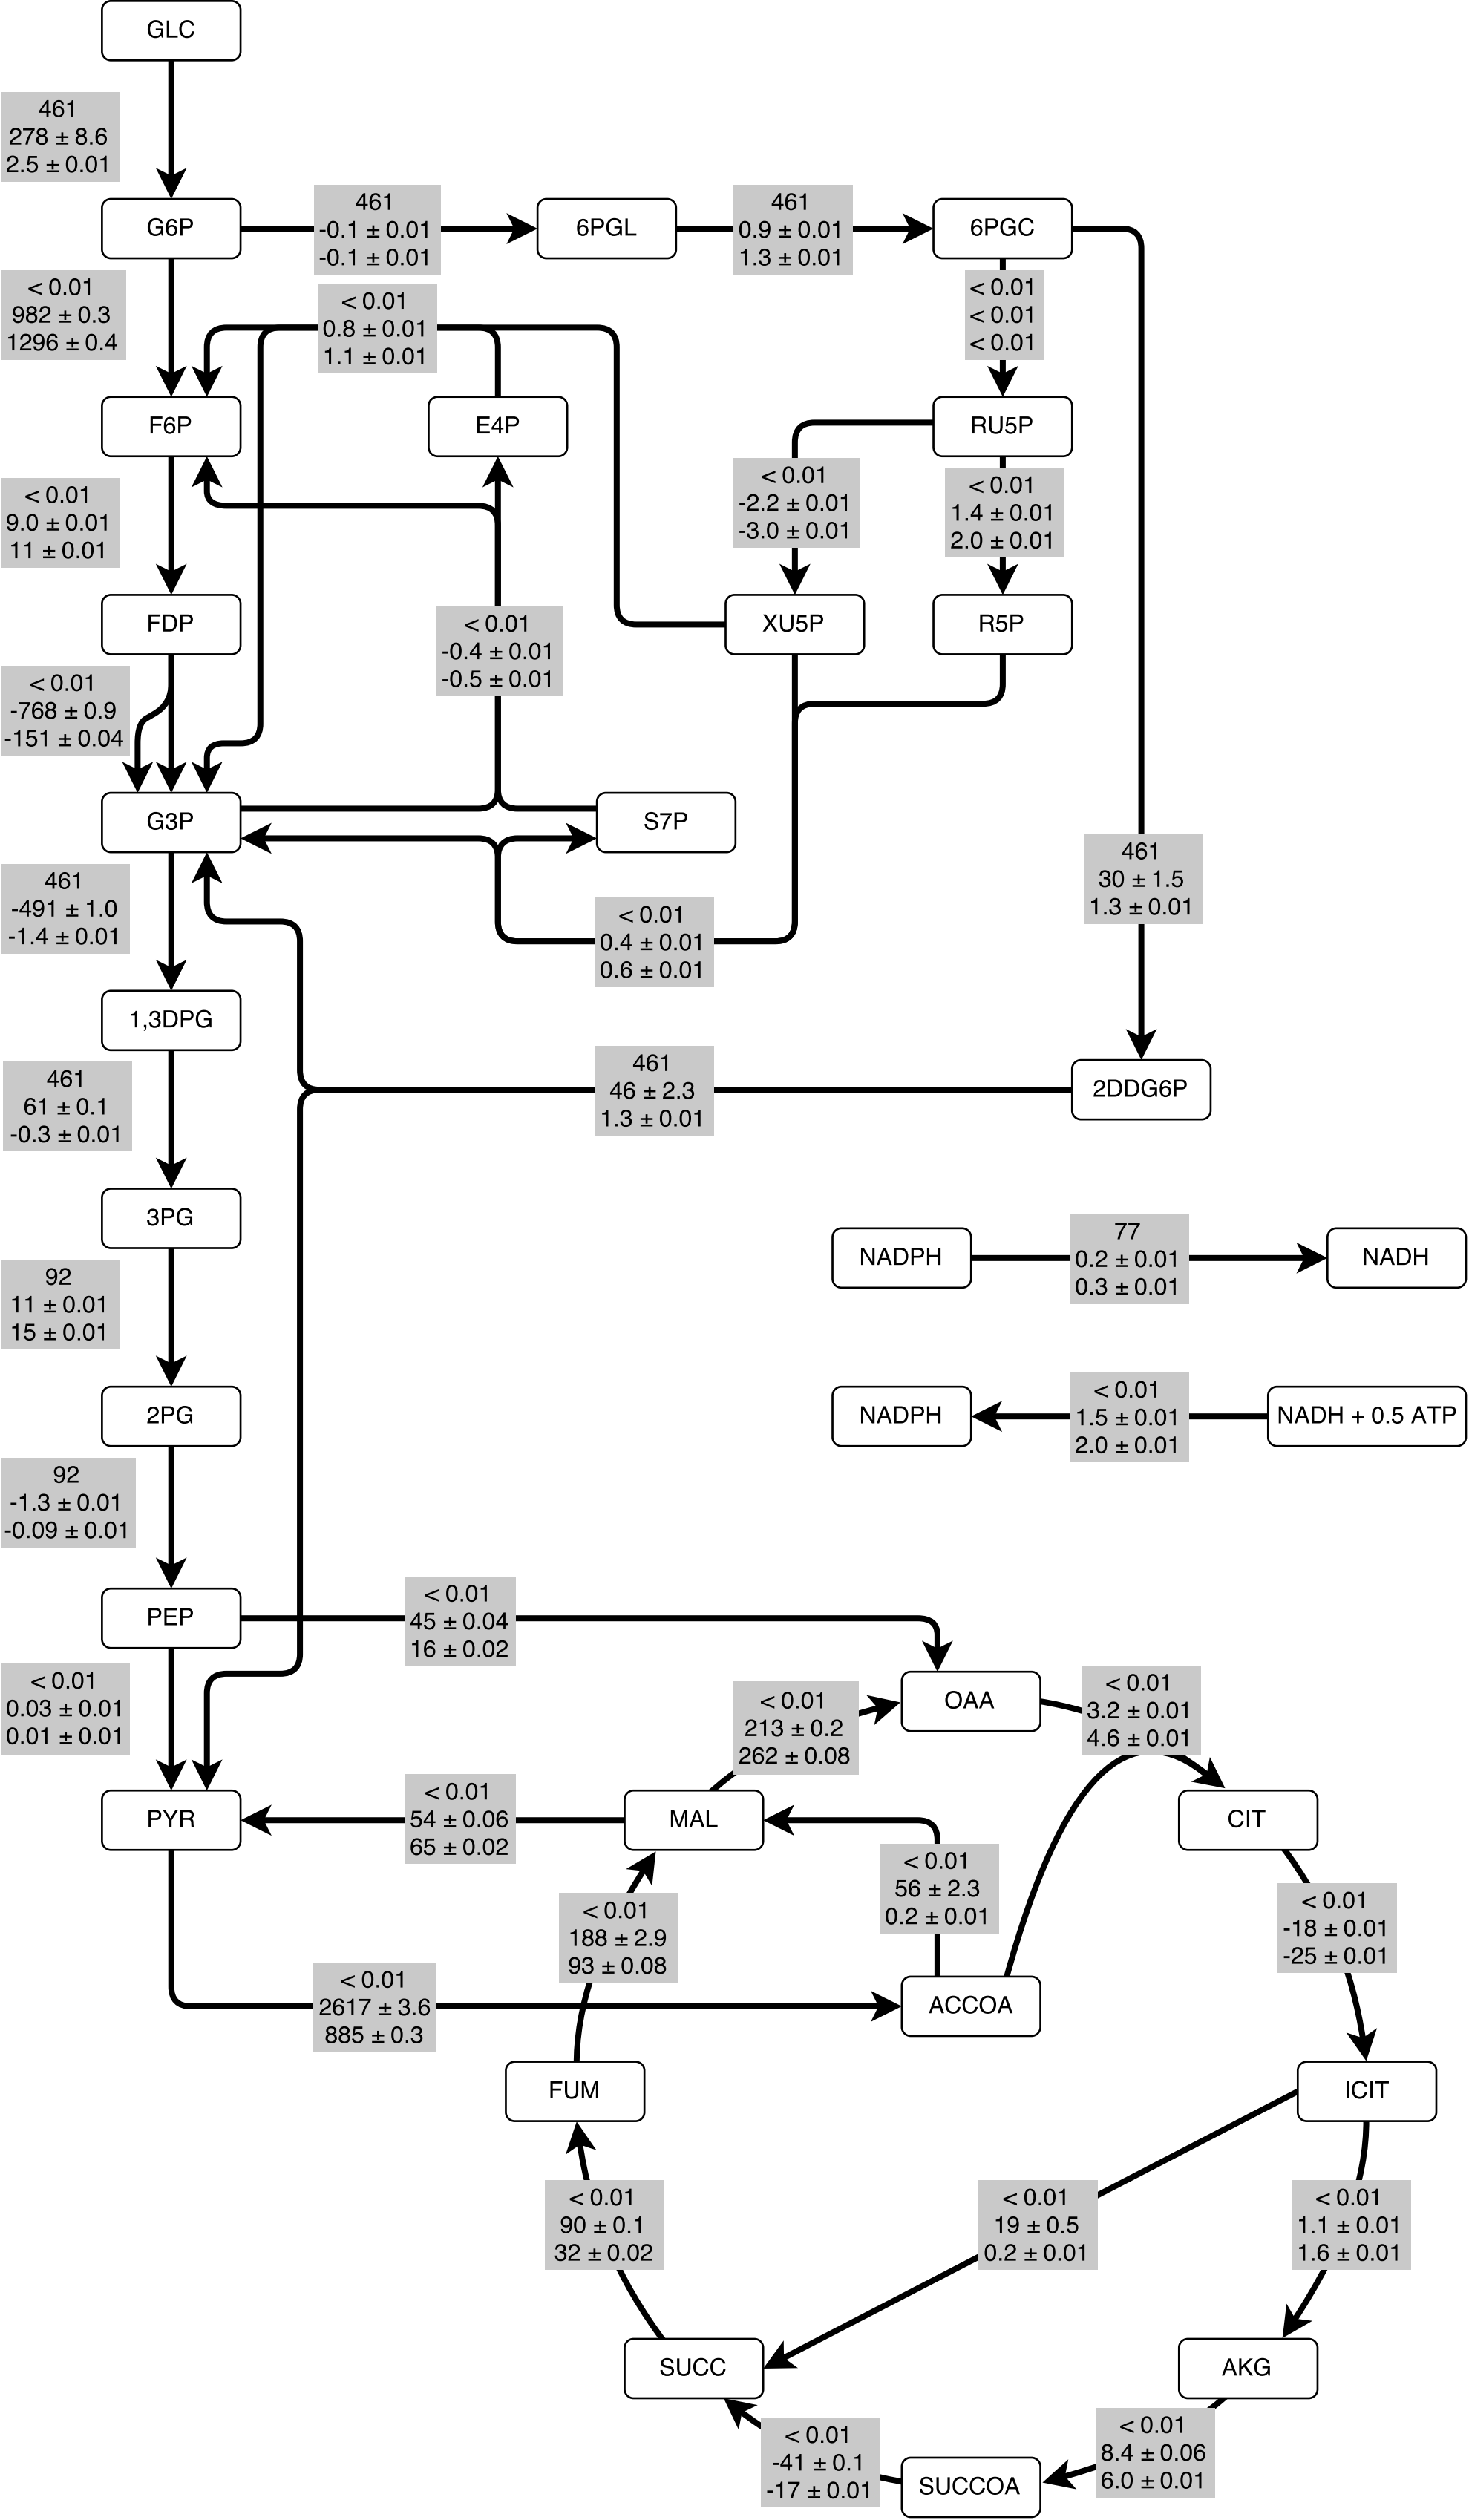 GLC
461
278 ± 8.6
2.5 ± 0.01
G6P
461
-0.1 ± 0.01
-0.1 ± 0.01
6PGL
461
0.9 ± 0.01
1.3 ± 0.01
6PGC
< 0.01
982 ± 0.3
1296 ± 0.4
< 0.01
0.8 ± 0.01
1.1 ± 0.01
< 0.01
< 0.01
< 0.01
F6P
E4P
RU5P
< 0.01
9.0 ± 0.01
11 ± 0.01
< 0.01
-2.2 ± 0.01
-3.0 ± 0.01
< 0.01
1.4 ± 0.01
2.0 ± 0.01
FDP
< 0.01
-0.4 ± 0.01
-0.5 ± 0.01
XU5P
R5P
< 0.01
-768 ± 0.9
-151 ± 0.04
G3P
S7P
461
-491 ± 1.0
-1.4 ± 0.01
< 0.01
0.4 ± 0.01
0.6 ± 0.01
461
30 ± 1.5
1.3 ± 0.01
1,3DPG
461
61 ± 0.1
-0.3 ± 0.01
461
46 ± 2.3
1.3 ± 0.01
2DDG6P
3PG
NADPH
77
0.2 ± 0.01
0.3 ± 0.01
NADH
92
11 ± 0.01
15 ± 0.01
2PG
NADPH
< 0.01
1.5 ± 0.01
2.0 ± 0.01
NADH + 0.5 ATP
92
-1.3 ± 0.01
-0.09 ± 0.01
PEP
< 0.01
45 ± 0.04
16 ± 0.02
< 0.01
0.03 ± 0.01
0.01 ± 0.01
< 0.01
213 ± 0.2
262 ± 0.08
OAA
< 0.01
3.2 ± 0.01
4.6 ± 0.01
PYR
< 0.01
54 ± 0.06
65 ± 0.02
MAL
CIT
< 0.01
56 ± 2.3
0.2 ± 0.01
< 0.01
188 ± 2.9
93 ± 0.08
< 0.01
-18 ± 0.01
-25 ± 0.01
< 0.01
2617 ± 3.6
885 ± 0.3
ACCOA
FUM
ICIT
< 0.01
90 ± 0.1
32 ± 0.02
< 0.01
19 ± 0.5
0.2 ± 0.01
< 0.01
1.1 ± 0.01
1.6 ± 0.01
SUCC
AKG
< 0.01
-41 ± 0.1
-17 ± 0.01
SUCCOA
< 0.01
8.4 ± 0.06
6.0 ± 0.01